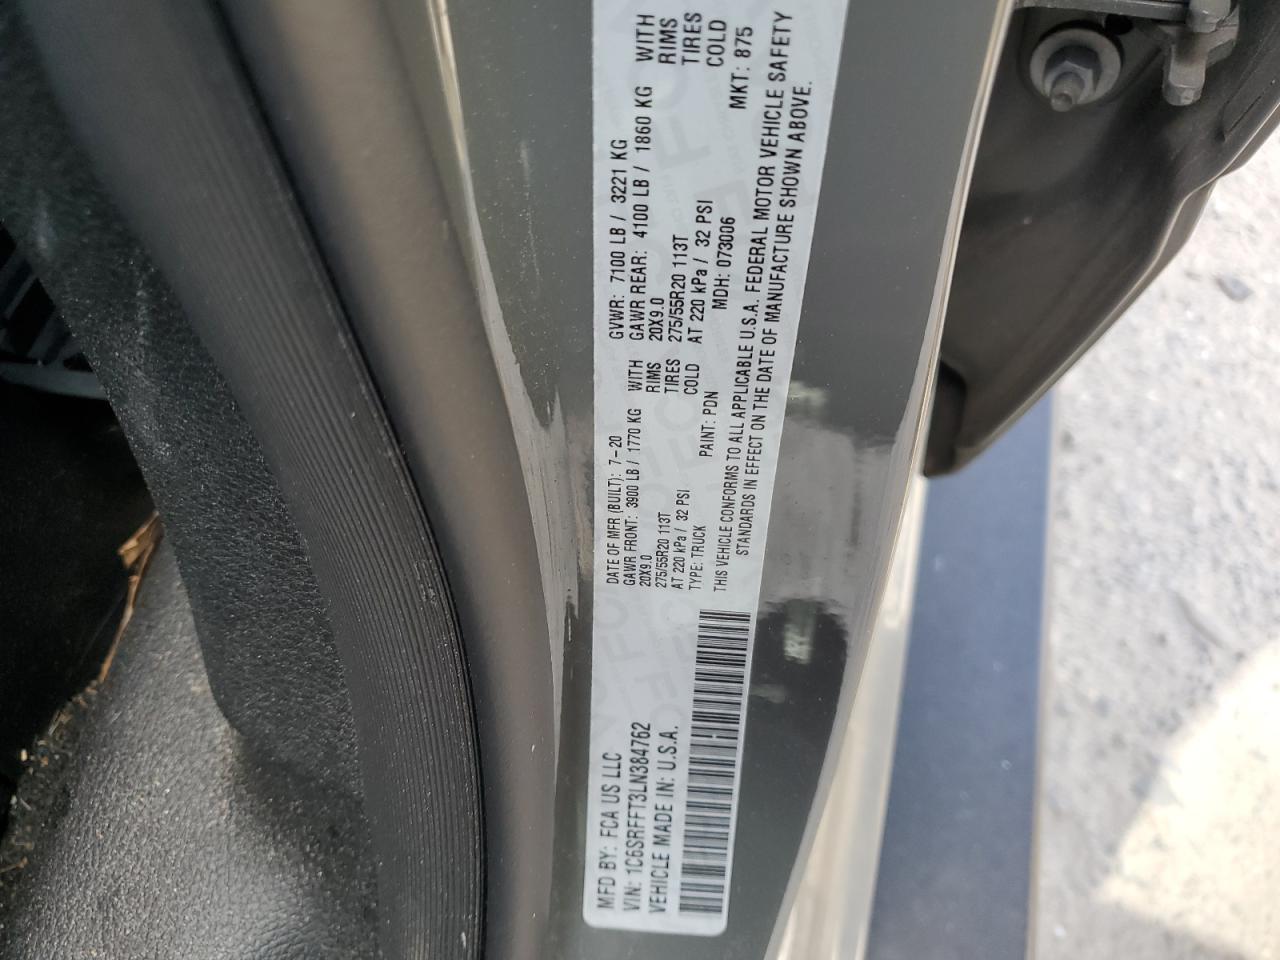 MFD BY: FCA US LLC
DATE OF MFR (BUILT): 7-20
GVWR: 7100 LB / 3221 KG
VIN: 1C6SRFFT3LN384762
GAWR FRONT: 3900 LB / 1770 KG WITH
GAWR REAR: 4100 LB / 1860 KG WITH
VEHICLE MADE IN: U.S.A.
20X9.0 RIMS
20X9.0 RIMS
275/55R20 113T TIRES
275/55R20 113T TIRES
AT 220 kPa / 32 PSI COLD
AT 220 kPa / 32 PSI COLD
TYPE: TRUCK PAINT: PDN MDH: 073006 MKT: 875
THIS VEHICLE CONFORMS TO ALL APPLICABLE U.S.A. FEDERAL MOTOR VEHICLE SAFETY
STANDARDS IN EFFECT ON THE DATE OF MANUFACTURE SHOWN ABOVE.